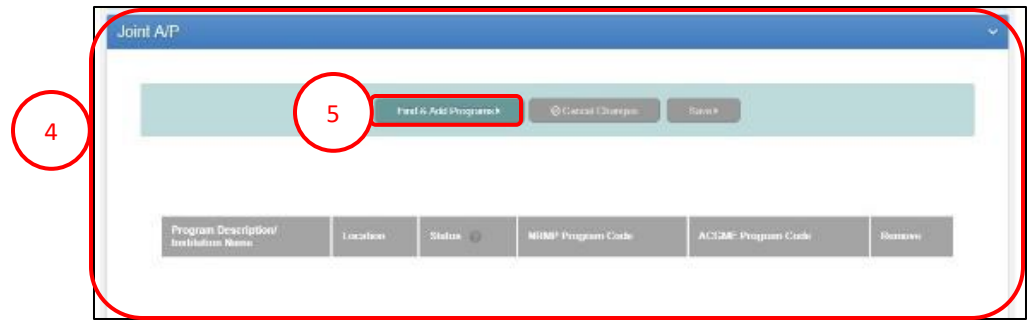 Joint A/P
4
5
Find & Add Programs
Cancel Changes
Save
Program Description/
Institution Name
Location
Status
NRMP Program Code
ACGME Program Code
Remove